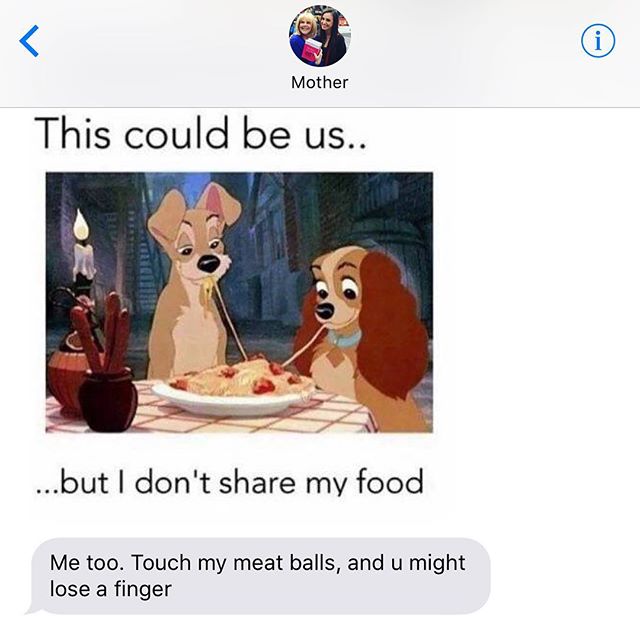 Mother
This could be us..
...but I don't share my food
Me too. Touch my meat balls, and u might
lose a finger